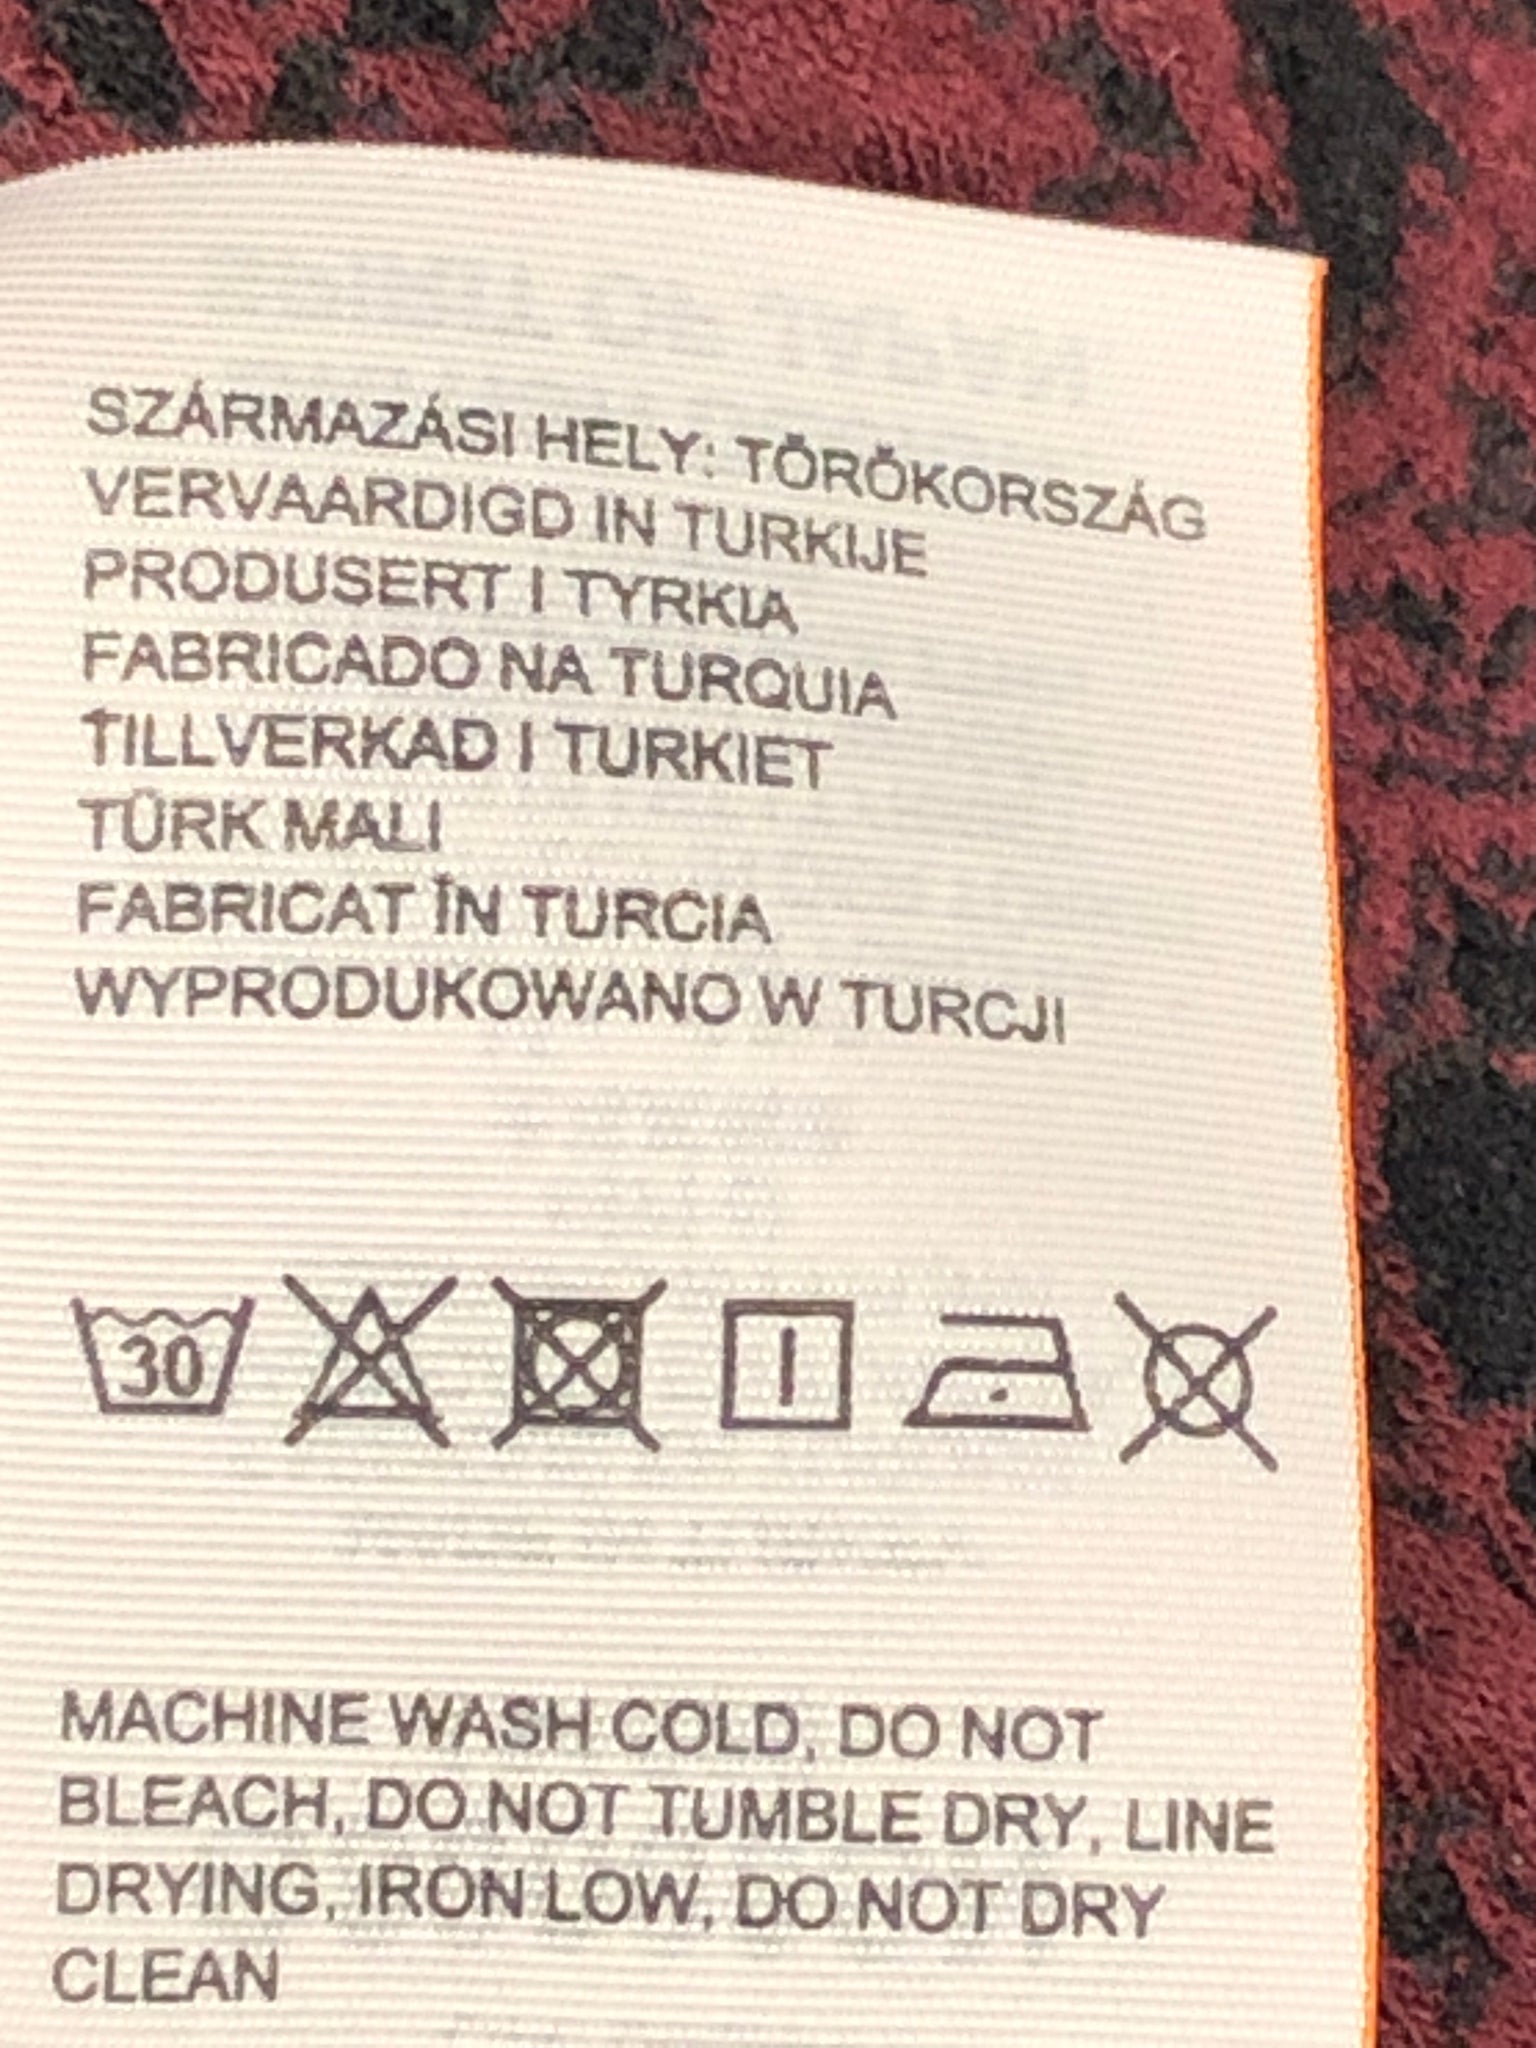 SZÁRMAZÁSI HELY: TÖRÖKORSZÁG
VERVAARDIGD IN TURKIJE
PRODUSERT I TYRKIA
FABRICADO NA TURQUIA
TILLVERKAD I TURKIET
TÜRK MALI
FABRICAT ÎN TURCIA
WYPRODUKOWANO W TURCJI
30
MACHINE WASH COLD, DO NOT
BLEACH, DO NOT TUMBLE DRY, LINE
DRYING, IRON LOW, DO NOT DRY
CLEAN